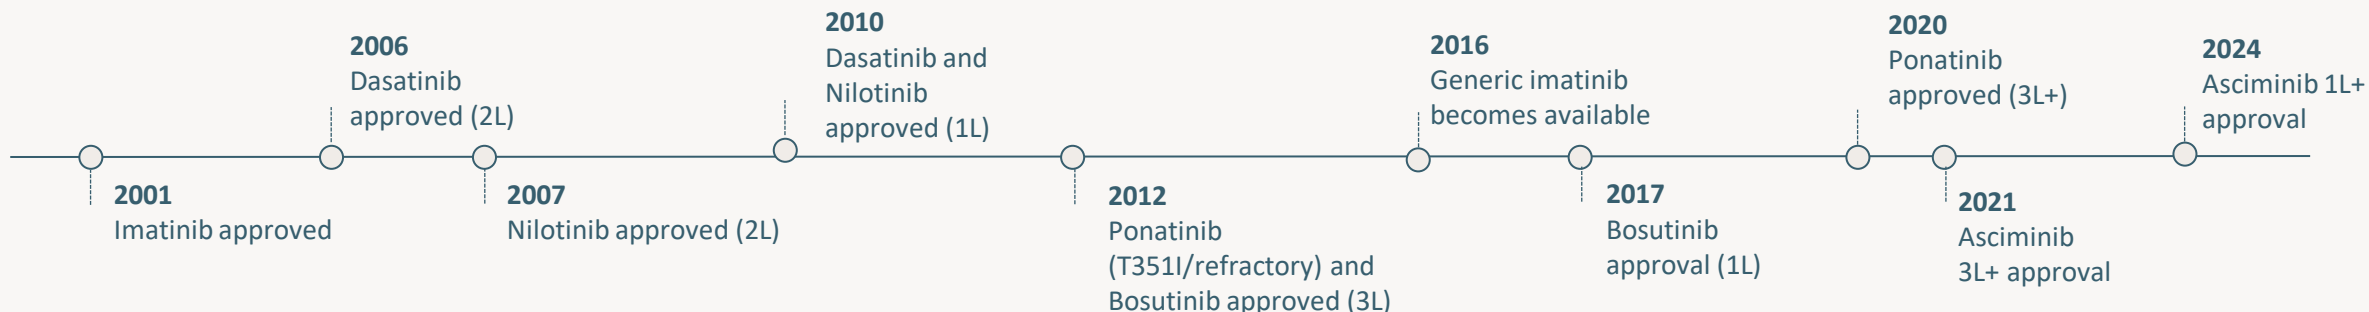 2001
Imatinib approved
2006
Dasatinib
approved (2L)
2007
Nilotinib approved (2L)
2010
Dasatinib and
Nilotinib
approved (1L)
2012
Ponatinib
(T351I/refractory) and
Bosutinib approved (3L)
2016
Generic imatinib
becomes available
2017
Bosutinib
approval (1L)
2020
Ponatinib
approved (3L+)
2021
Asciminib
3L+ approval
2024
Asciminib 1L+
approval